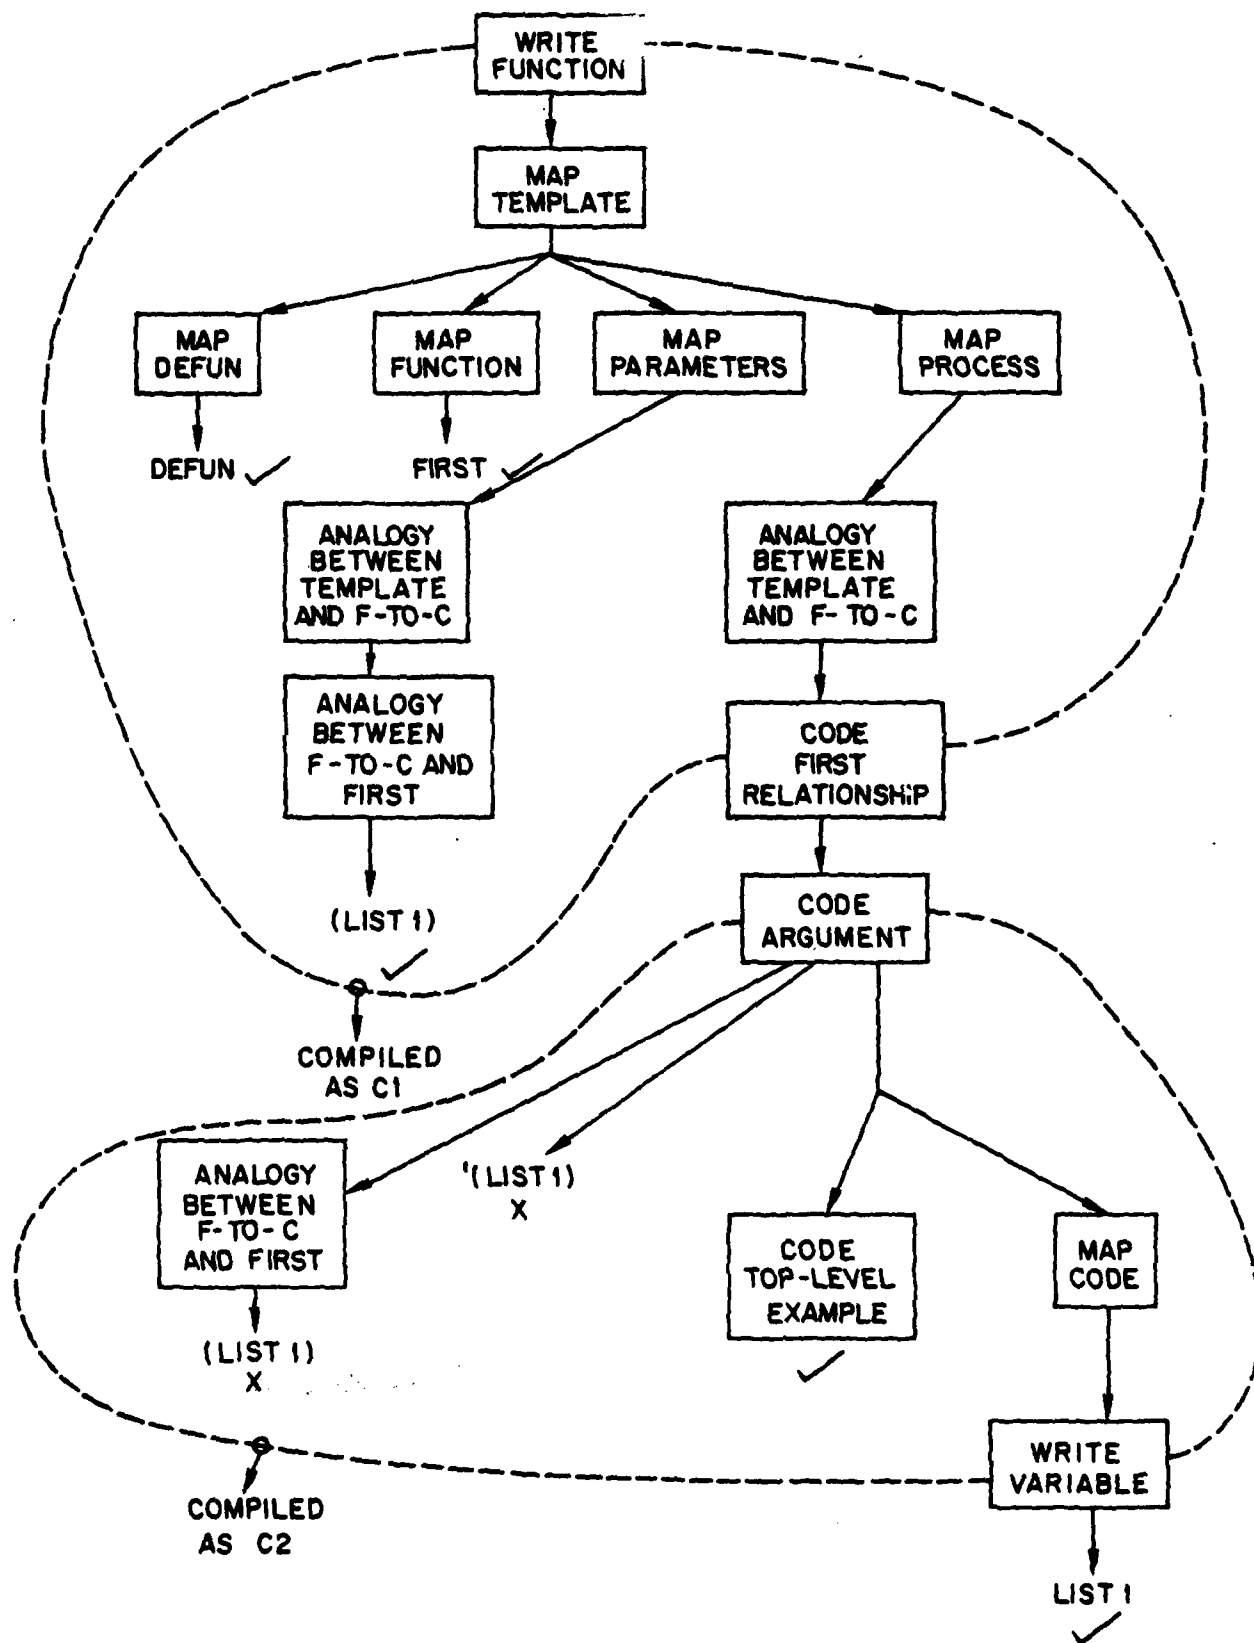 WRITE
FUNCTION
MAP
TEMPLATE
MAP
DEFUN
MAP
FUNCTION
MAP
PARAMETERS
MAP
PROCESS
DEFUN
FIRST
ANALOGY
BETWEEN
TEMPLATE
AND F-TO-C
ANALOGY
BETWEEN
TEMPLATE
AND F-TO-C
ANALOGY
BETWEEN
F-TO-C AND
FIRST
CODE
FIRST
RELATIONSHIP
(LIST 1)
CODE
ARGUMENT
COMPILED
AS C1
ANALOGY
BETWEEN
F-TO-C
AND FIRST
'(LIST 1)
X
CODE
TOP-LEVEL
EXAMPLE
MAP
CODE
(LIST 1)
X
WRITE
VARIABLE
COMPILED
AS C2
LIST 1